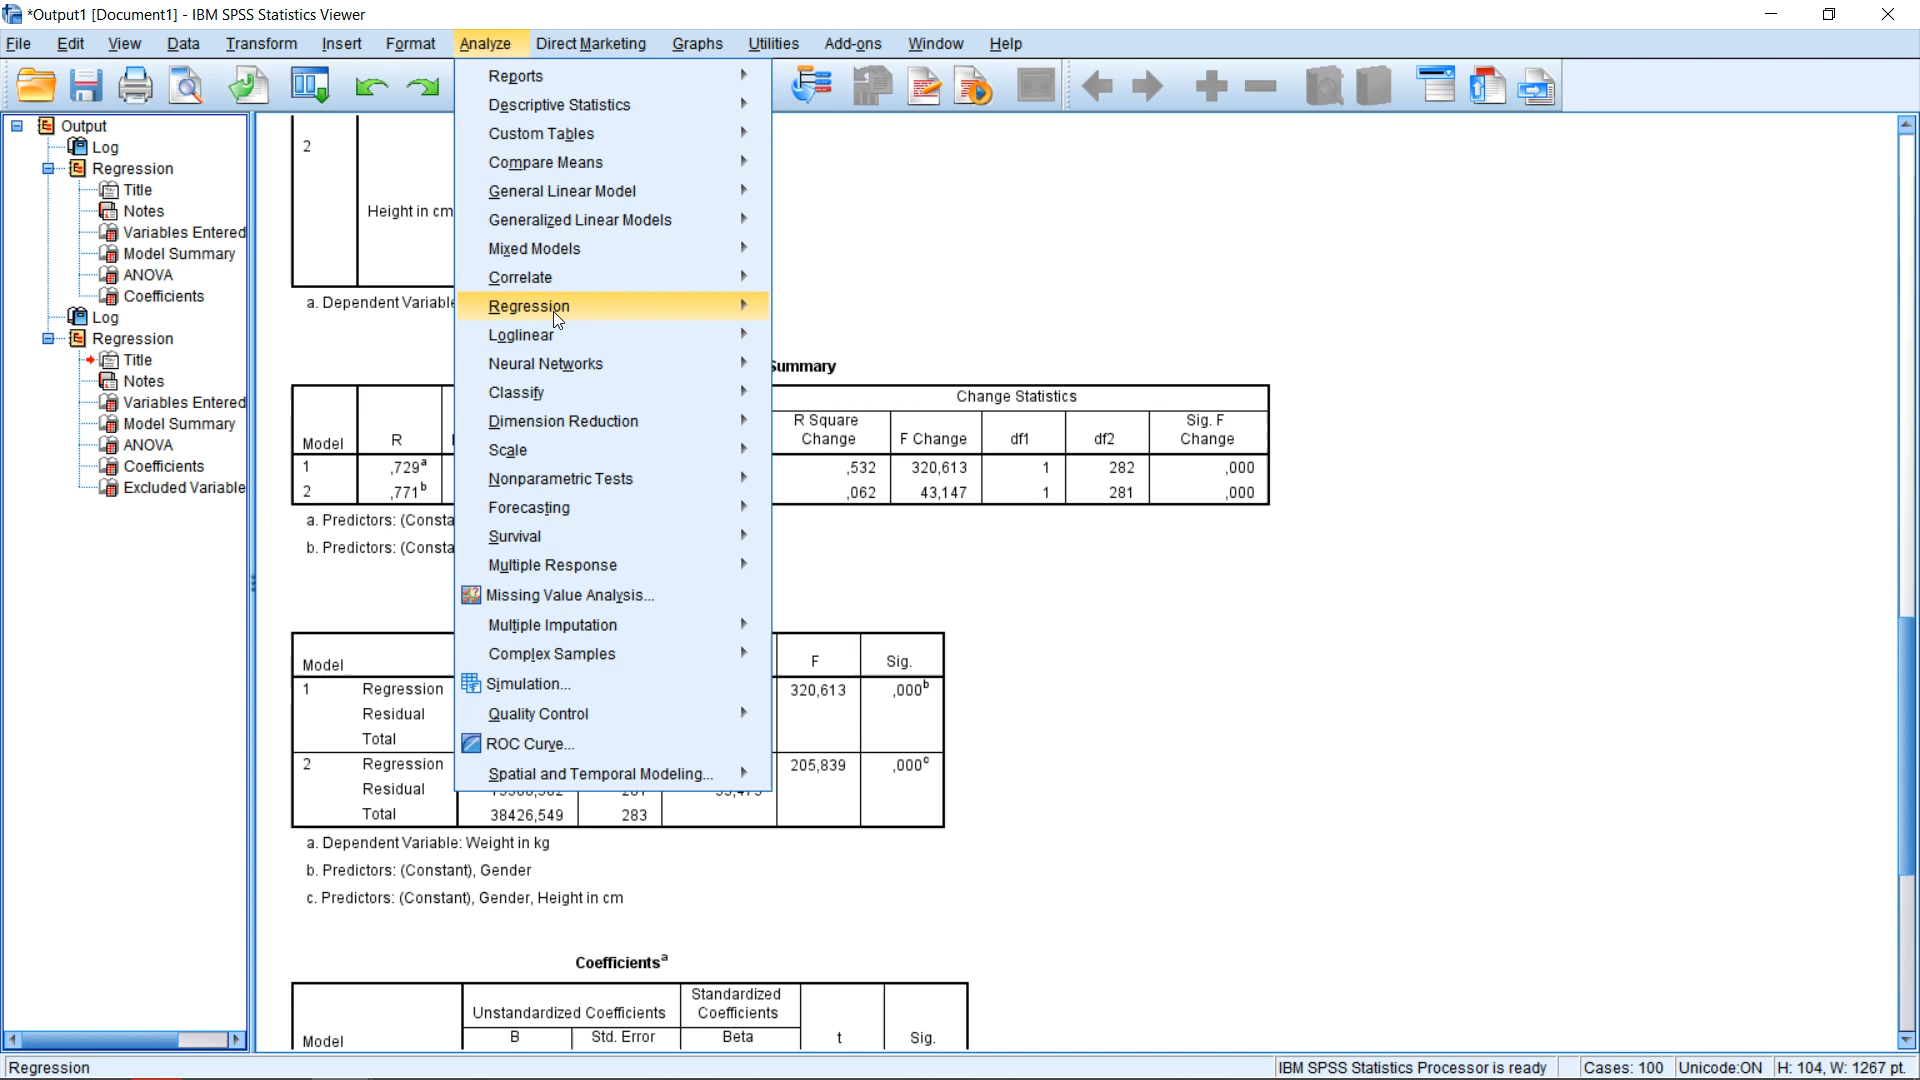 *Output1 [Document1] - IBM SPSS Statistics Viewer
File Edit View Data Transform Insert Format Analyze Direct Marketing Graphs Utilities Add-ons Window Help
Output
Log
Regression
Title
Notes
Variables Entered
Model Summary
ANOVA
Coefficients
Log
Regression
Title
Notes
Variables Entered
Model Summary
ANOVA
Coefficients
Excluded Variable
Reports
Descriptive Statistics
Custom Tables
Compare Means
General Linear Model
Generalized Linear Models
Mixed Models
Correlate
Regression
Loglinear
Neural Networks
Classify
Dimension Reduction
Scale
Nonparametric Tests
Forecasting
Survival
Multiple Response
Missing Value Analysis...
Multiple Imputation
Complex Samples
Simulation...
Quality Control
ROC Curve...
Spatial and Temporal Modeling...
2
Height in cm
a. Dependent Variable
Summary
Change Statistics
Model R R Square Change F Change df1 df2 Sig. F Change
1 ,729a ,532 320,613 1 282 ,000
2 ,771b ,062 43,147 1 281 ,000
a. Predictors: (Consta
b. Predictors: (Consta
Model F Sig.
1 Regression 320,613 ,000b
Residual
Total
2 Regression 205,839 ,000c
Residual
Total 38426,549 283
a. Dependent Variable: Weight in kg
b. Predictors: (Constant), Gender
c. Predictors: (Constant), Gender, Height in cm
Coefficientsa
Unstandardized Coefficients Standardized Coefficients
Model B Std. Error Beta t Sig.
Regression IBM SPSS Statistics Processor is ready Cases: 100 Unicode:ON H: 104, W: 1267 pt.